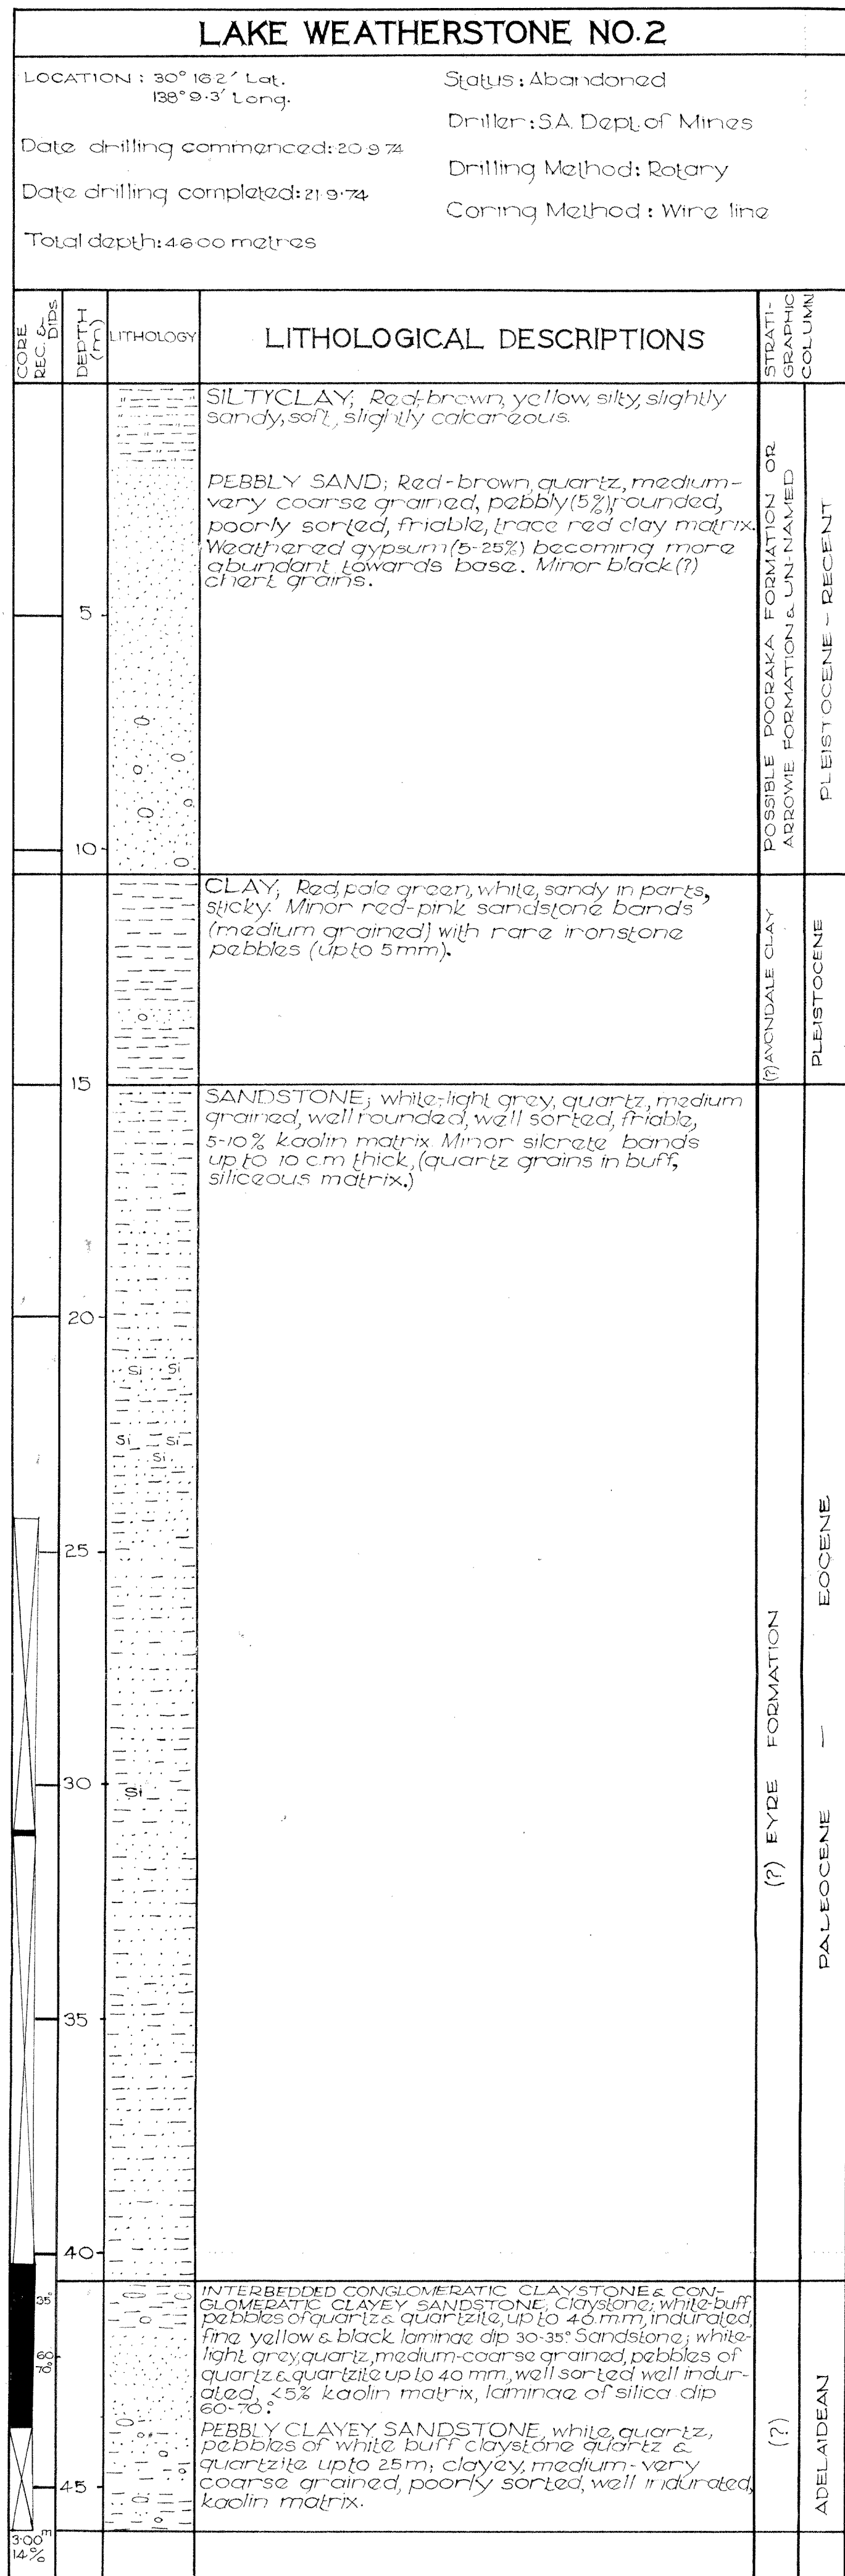 LAKE WEATHERSTONE NO.2
LOCATION : 30° 16·2′ Lat.
138° 9·3′ Long.
Date drilling commenced: 20·9·74
Date drilling completed: 21·9·74
Total depth: 46·00 metres
Status : Abandoned
Driller: S.A. Dept. of Mines
Drilling Method: Rotary
Coring Method : Wire line
CORE
REC. &
DIPS
DEPTH
(m)
LITHOLOGY
LITHOLOGICAL DESCRIPTIONS
STRATI-
GRAPHIC
COLUMN
SILTYCLAY; Red-brown, yellow, silty, slightly
sandy, soft, slightly calcareous.
PEBBLY SAND; Red-brown, quartz, medium-
very coarse grained, pebbly (5%) rounded,
poorly sorted, friable, trace red clay matrix.
Weathered gypsum (5-25%) becoming more
abundant towards base. Minor black (?)
chert grains.
5
10
POSSIBLE POORAKA FORMATION OR
ARROWIE FORMATION & UN-NAMED
PLEISTOCENE - RECENT
CLAY; Red, pale green, white, sandy in parts,
sticky. Minor red-pink sandstone bands
(medium grained) with rare ironstone
pebbles (up to 5mm).
(?) AVONDALE CLAY
PLEISTOCENE
15
SANDSTONE; white-light grey, quartz, medium
grained, well rounded, well sorted, friable,
5-10% kaolin matrix. Minor silcrete bands
up to 10 cm thick, (quartz grains in buff,
siliceous matrix.)
20
Si Si
Si Si
Si
25
30
Si
35
40
(?) EYRE FORMATION
PALEOCENE — EOCENE
35°
60
70°
INTERBEDDED CONGLOMERATIC CLAYSTONE & CON-
GLOMERATIC CLAYEY SANDSTONE; Claystone; white-buff
pebbles of quartz & quartzite, up to 46 mm, indurated,
fine yellow & black laminae dip 30-35° Sandstone; white-
light grey, quartz, medium-coarse grained, pebbles of
quartz & quartzite up to 40 mm, well sorted well indur-
ated, <5% kaolin matrix, laminae of silica dip
60-70°.
PEBBLY CLAYEY SANDSTONE, white, quartz,
pebbles of white buff claystone quartz &
quartzite upto 25m; clayey, medium-very
coarse grained, poorly sorted, well indurated,
kaolin matrix.
45
(?)
ADELAIDEAN
3·00 m
14%